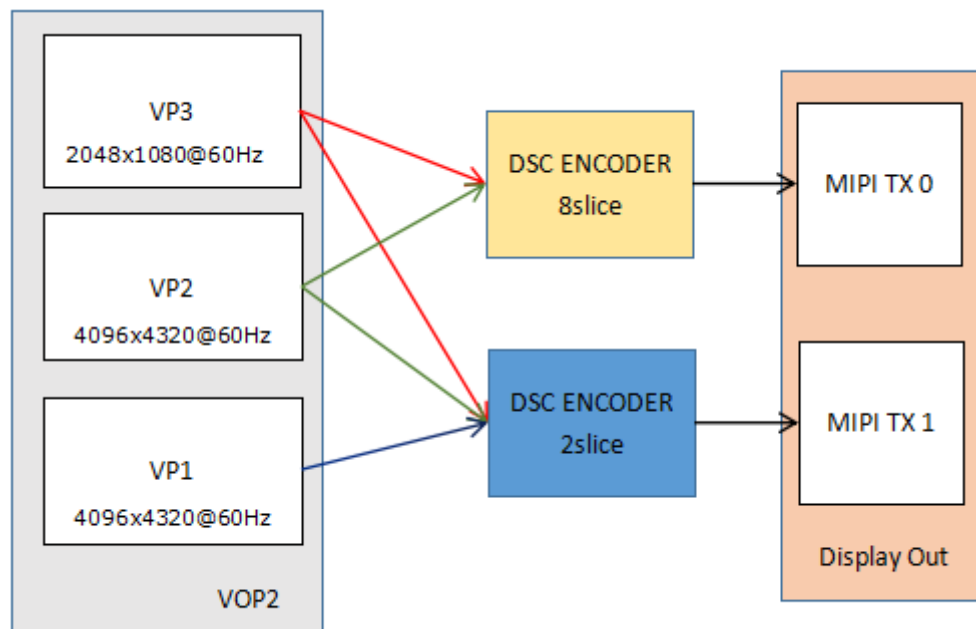 VP3
2048x1080@60Hz
VP2
4096x4320@60Hz
VP1
4096x4320@60Hz
VOP2
DSC ENCODER
8slice
DSC ENCODER
2slice
MIPI TX 0
MIPI TX 1
Display Out